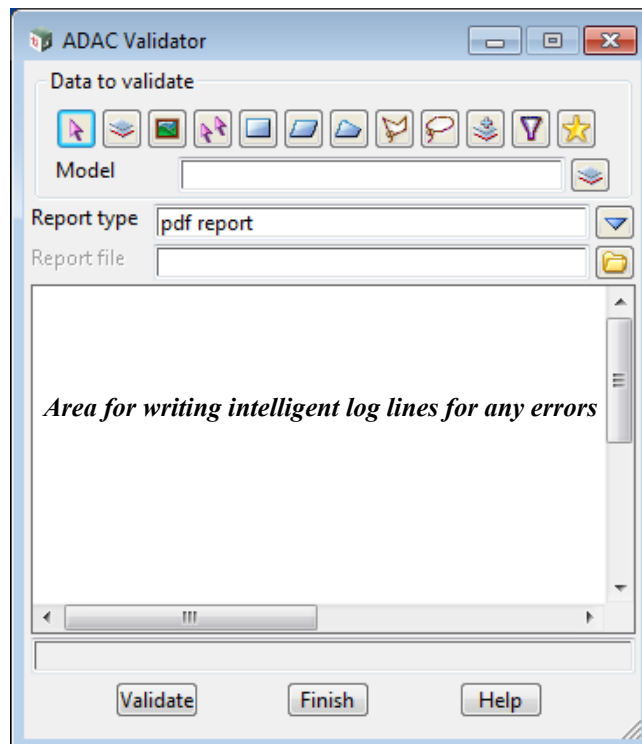 ADAC Validator
Data to validate
Model
Report type pdf report
Report file
Area for writing intelligent log lines for any errors
Validate Finish Help